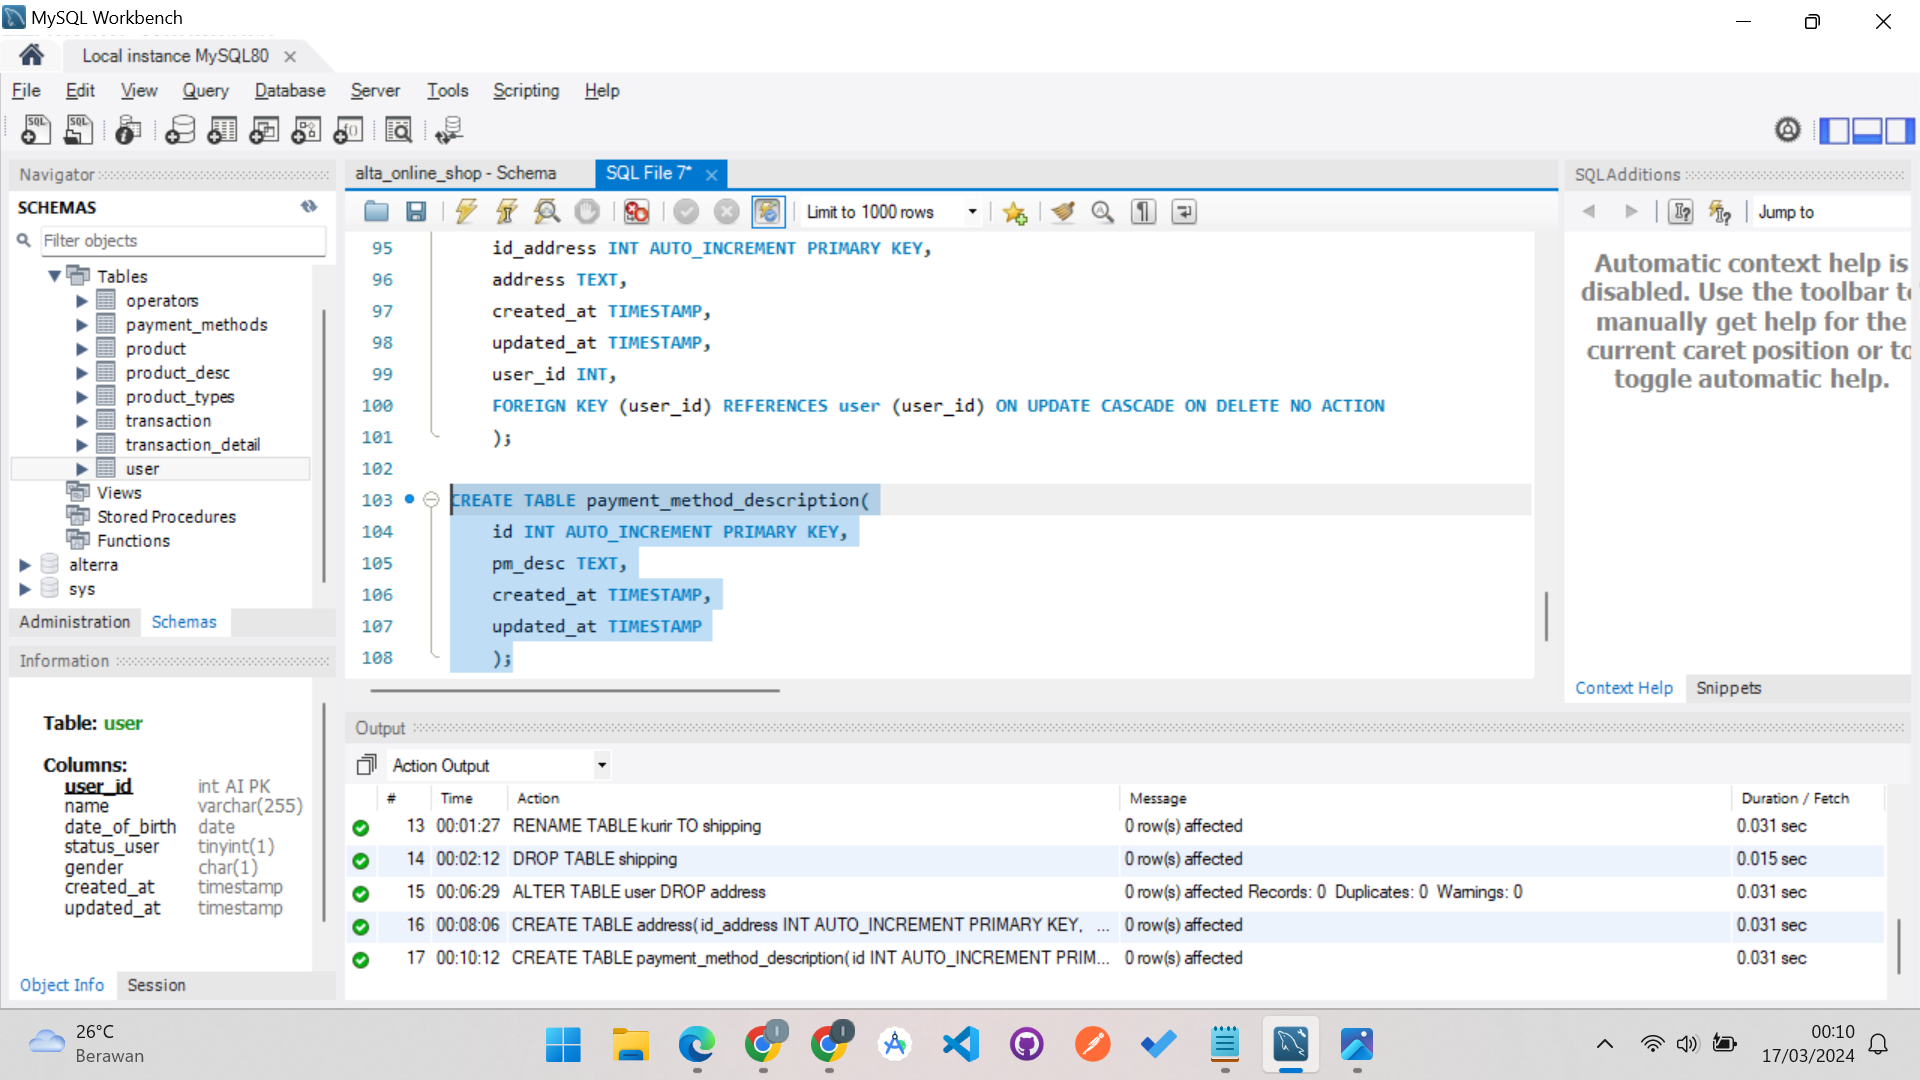 MySQL Workbench
Local instance MySQL80
File Edit View Query Database Server Tools Scripting Help
Navigator
SCHEMAS
Filter objects
Tables
operators
payment_methods
product
product_desc
product_types
transaction
transaction_detail
user
Views
Stored Procedures
Functions
alterra
sys
Administration Schemas
Information
Table: user
Columns:
user_id int AI PK
name varchar(255)
date_of_birth date
status_user tinyint(1)
gender char(1)
created_at timestamp
updated_at timestamp
Object Info Session
alta_online_shop - Schema SQL File 7*
Limit to 1000 rows
95 id_address INT AUTO_INCREMENT PRIMARY KEY,
96 address TEXT,
97 created_at TIMESTAMP,
98 updated_at TIMESTAMP,
99 user_id INT,
100 FOREIGN KEY (user_id) REFERENCES user (user_id) ON UPDATE CASCADE ON DELETE NO ACTION
101 );
102
103 CREATE TABLE payment_method_description(
104 id INT AUTO_INCREMENT PRIMARY KEY,
105 pm_desc TEXT,
106 created_at TIMESTAMP,
107 updated_at TIMESTAMP
108 );
SQLAdditions
Jump to
Automatic context help is
disabled. Use the toolbar to
manually get help for the
current caret position or to
toggle automatic help.
Context Help Snippets
Output
Action Output
# Time Action Message Duration / Fetch
13 00:01:27 RENAME TABLE kurir TO shipping 0 row(s) affected 0.031 sec
14 00:02:12 DROP TABLE shipping 0 row(s) affected 0.015 sec
15 00:06:29 ALTER TABLE user DROP address 0 row(s) affected Records: 0 Duplicates: 0 Warnings: 0 0.031 sec
16 00:08:06 CREATE TABLE address( id_address INT AUTO_INCREMENT PRIMARY KEY, ... 0 row(s) affected 0.031 sec
17 00:10:12 CREATE TABLE payment_method_description( id INT AUTO_INCREMENT PRIM... 0 row(s) affected 0.031 sec
26°C
Berawan
00:10
17/03/2024